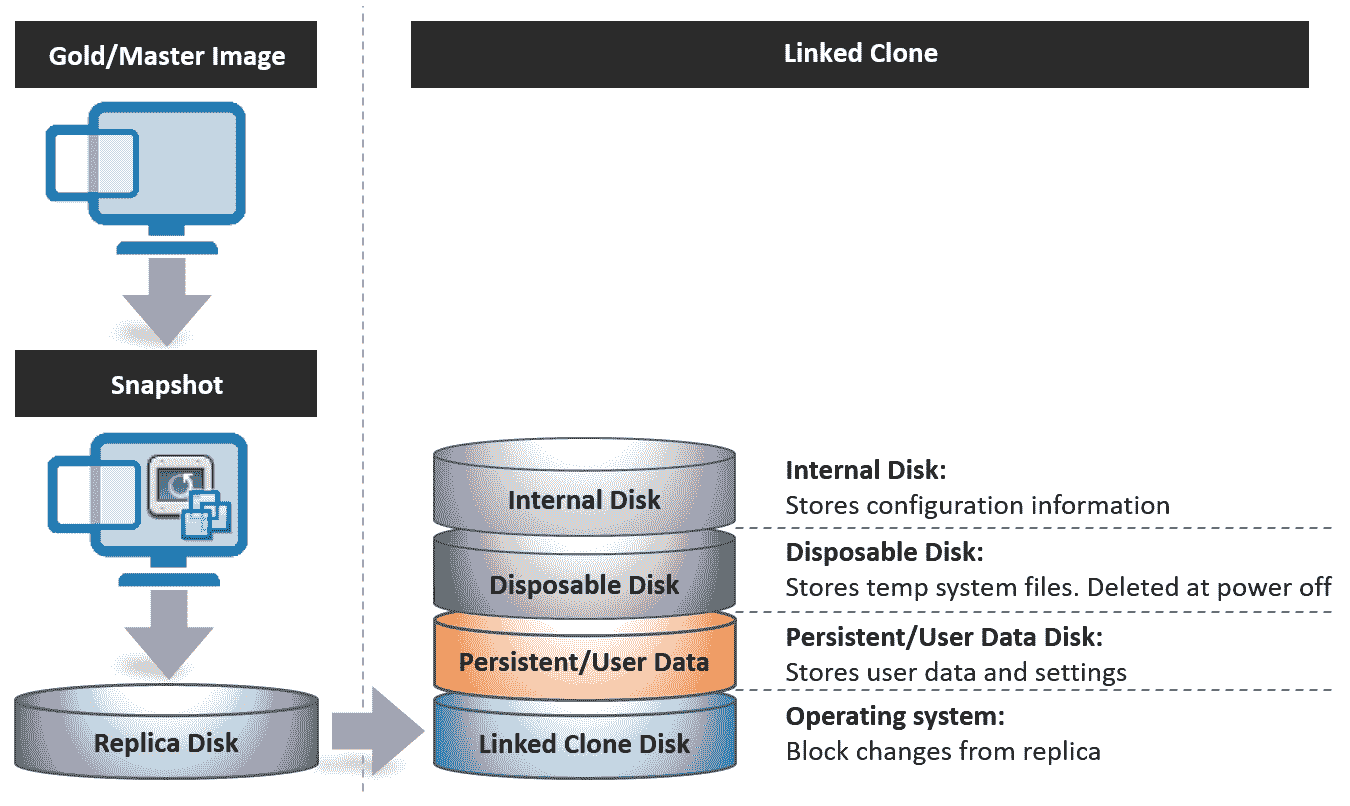 Gold/Master Image
Linked Clone
Snapshot
Internal Disk
Internal Disk:
Stores configuration information
Disposable Disk
Disposable Disk:
Stores temp system files. Deleted at power off
Persistent/User Data
Persistent/User Data Disk:
Stores user data and settings
Replica Disk
Linked Clone Disk
Operating system:
Block changes from replica